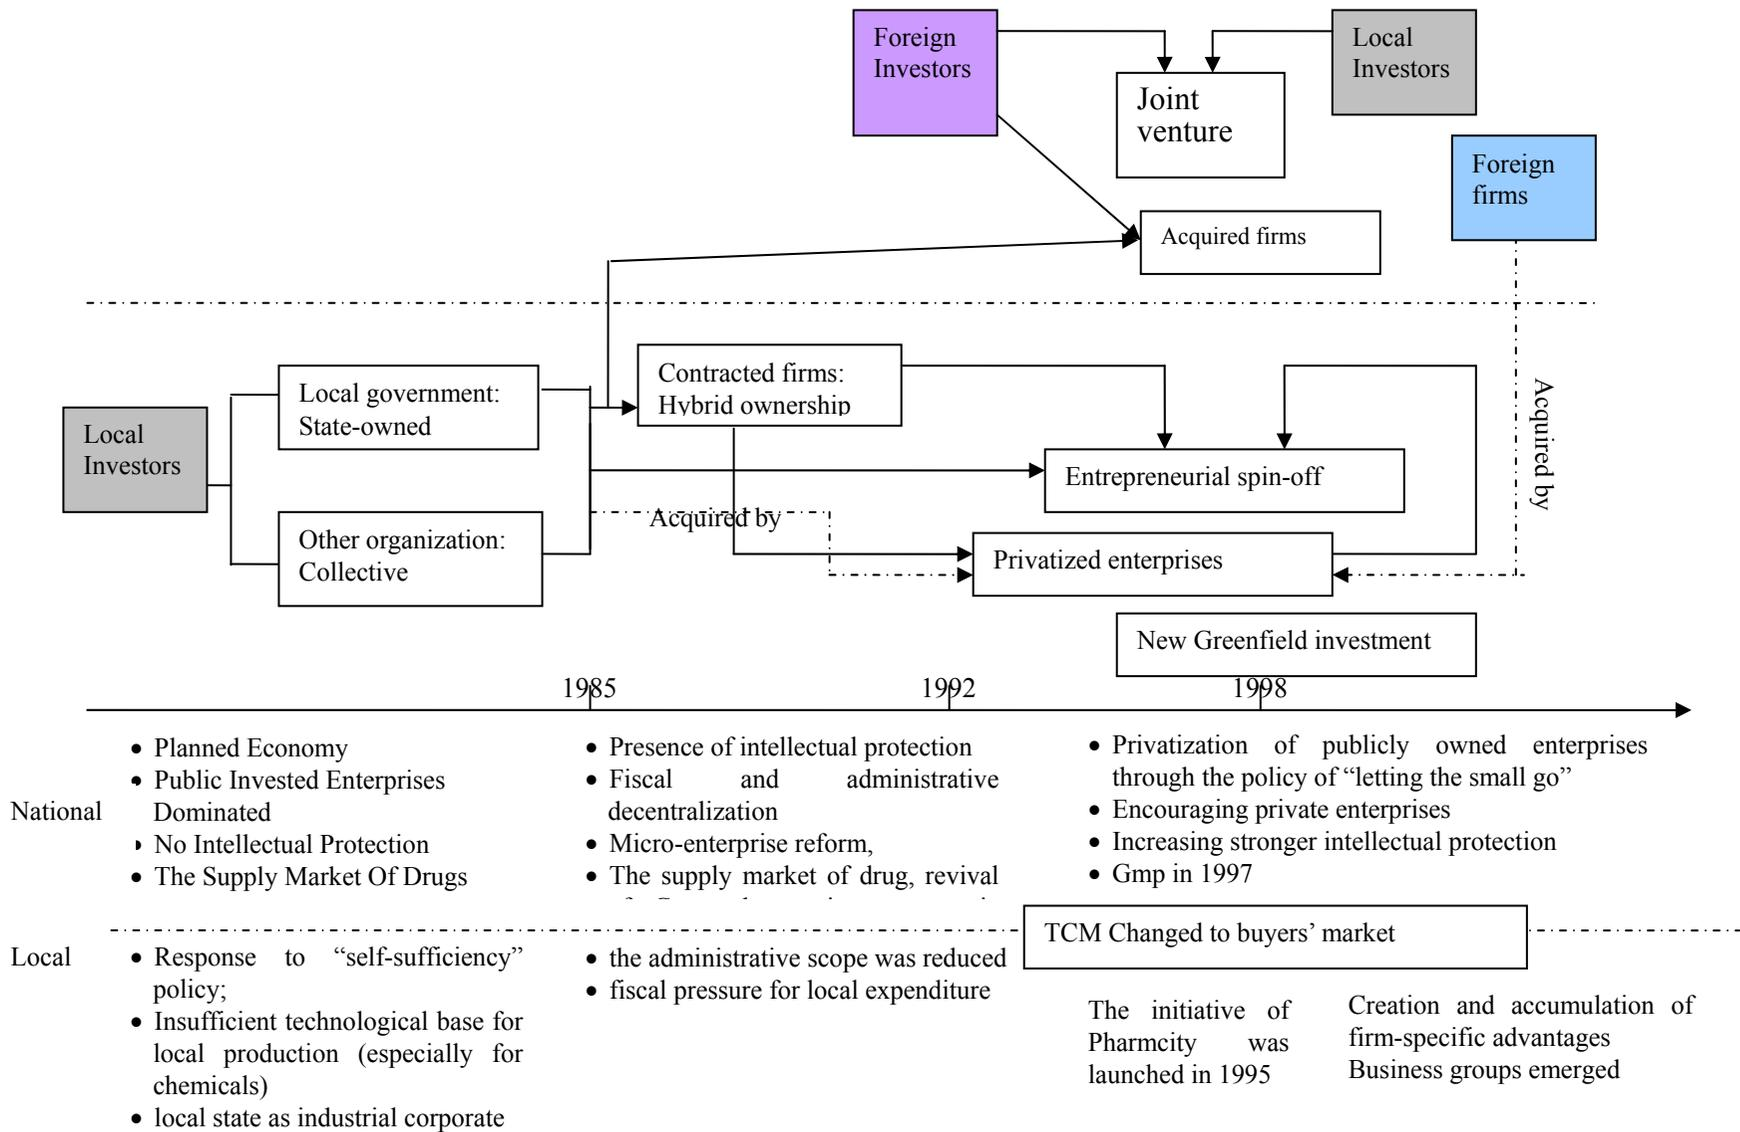 Foreign
Investors
Local
Investors
Joint
venture
Foreign
firms
Acquired firms
Contracted firms:
Hybrid ownership
Local government:
State-owned
Local
Investors
Acquired by
Entrepreneurial spin-off
Acquired by
Other organization:
Collective
Privatized enterprises
New Greenfield investment
1985
1992
1998
National
• Planned Economy
• Public Invested Enterprises
Dominated
• No Intellectual Protection
• The Supply Market Of Drugs
• Presence of intellectual protection
• Fiscal and administrative
decentralization
• Micro-enterprise reform,
• The supply market of drug, revival
• Privatization of publicly owned enterprises
through the policy of “letting the small go”
• Encouraging private enterprises
• Increasing stronger intellectual protection
• Gmp in 1997
TCM Changed to buyers’ market
Local
• Response to “self-sufficiency”
policy;
• Insufficient technological base for
local production (especially for
chemicals)
• local state as industrial corporate
• the administrative scope was reduced
• fiscal pressure for local expenditure
The initiative of
Pharmcity was
launched in 1995
Creation and accumulation of
firm-specific advantages
Business groups emerged